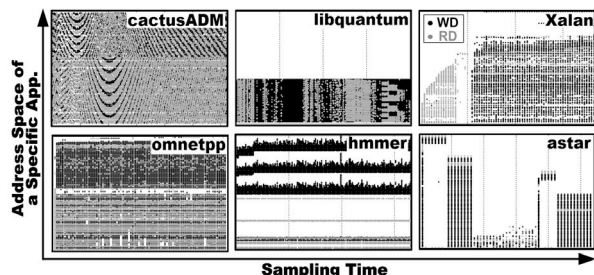 cactusADM
libquantum
Xalan
WD
RD
omnetpp
hmmer
astar
Address Space of
a Specific App.
Sampling Time